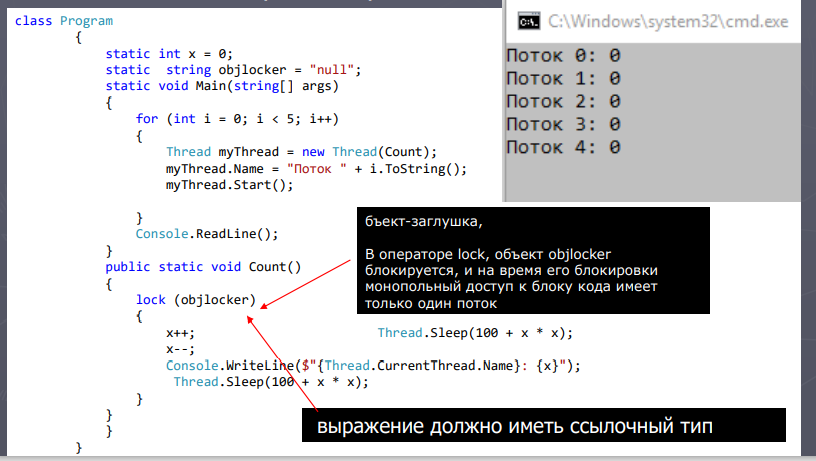 class Program
{
static int x = 0;
static string objlocker = "null";
static void Main(string[] args)
{
for (int i = 0; i < 5; i++)
{
Thread myThread = new Thread(Count);
myThread.Name = "Поток " + i.ToString();
myThread.Start();
}
Console.ReadLine();
}
public static void Count()
{
lock (objlocker)
{
x++; Thread.Sleep(100 + x * x);
x--;
Console.WriteLine($"{Thread.CurrentThread.Name}: {x}");
Thread.Sleep(100 + x * x);
}
}
}
}
C:\Windows\system32\cmd.exe
Поток 0: 0
Поток 1: 0
Поток 2: 0
Поток 3: 0
Поток 4: 0
бъект-заглушка,
В операторе lock, объект objlocker
блокируется, и на время его блокировки
монопольный доступ к блоку кода имеет
только один поток
выражение должно иметь ссылочный тип